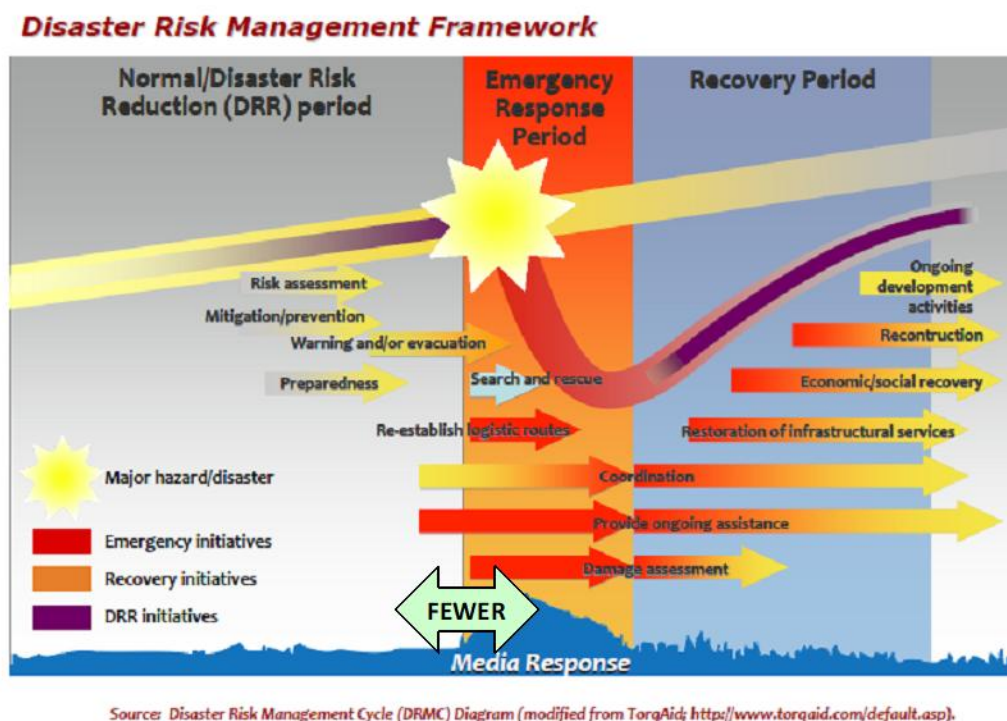 Disaster Risk Management Framework
Normal/Disaster Risk
Reduction (DRR) period
Emergency
Response
Period
Recovery Period
Risk assessment
Mitigation/prevention
Warning and/or evacuation
Preparedness
Search and rescue
Re-establish logistic routes
Ongoing
development
activities
Recontruction
Economic/social recovery
Restoration of infrastructural services
Coordination
Provide ongoing assistance
Damage assessment
Major hazard/disaster
Emergency initiatives
Recovery initiatives
DRR initiatives
FEWER
Media Response
Source: Disaster Risk Management Cycle (DRMC) Diagram (modified from TorqAid; http://www.torqaid.com/default.asp).